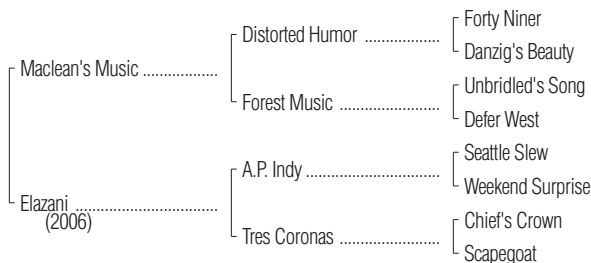 Forty Niner
Distorted Humor ..................
Danzig's Beauty
Maclean's Music ..................
Unbridled's Song
Forest Music ........................
Defer West
Seattle Slew
A.P. Indy ................................
Weekend Surprise
Elazani ..................................
(2006)
Chief's Crown
Tres Coronas ........................
Scapegoat